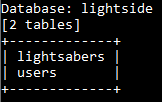 Database: lightside
[2 tables]
+-------------+
| lightsabers |
| users       |
+-------------+